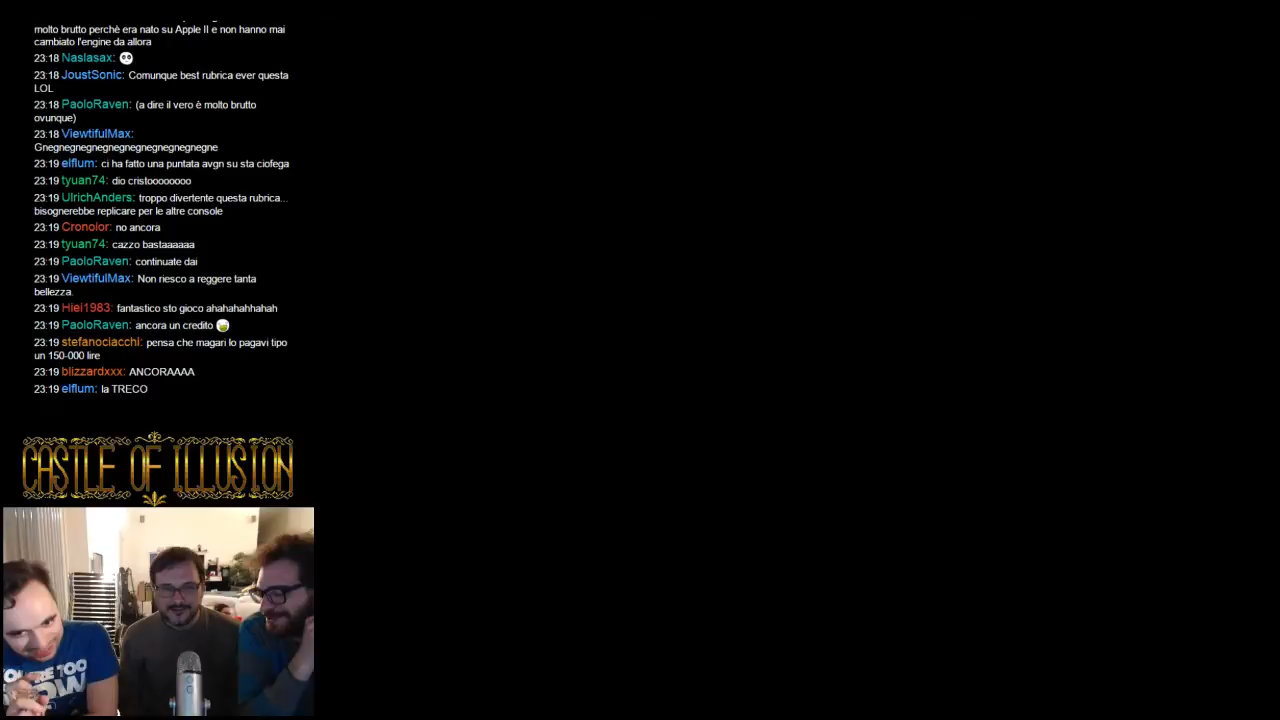 molto brutto perchè era nato su Apple II e non hanno mai
cambiato l'engine da allora
23:18 Naslasax:
23:18 JoustSonic: Comunque best rubrica ever questa
LOL
23:18 PaoloRaven: (a dire il vero è molto brutto
ovunque)
23:18 ViewtifulMax:
Gnegnegnegnegnegnegnegnegnegnegne
23:19 elflum: ci ha fatto una puntata avgn su sta ciofega
23:19 tyuan74: dio cristooooooo
23:19 UlrichAnders: troppo divertente questa rubrica...
bisognerebbe replicare per le altre console
23:19 Cronolor: no ancora
23:19 tyuan74: cazzo bastaaaaaa
23:19 PaoloRaven: continuate dai
23:19 ViewtifulMax: Non riesco a reggere tanta
bellezza.
23:19 Hiei1983: fantastico sto gioco ahahahahhahah
23:19 PaoloRaven: ancora un credito
23:19 stefanociacchi: pensa che magari lo pagavi tipo
un 150-000 lire
23:19 blizzardxxx: ANCORAAAA
23:19 elflum: la TRECO
CASTLE OF ILLUSION
TOO